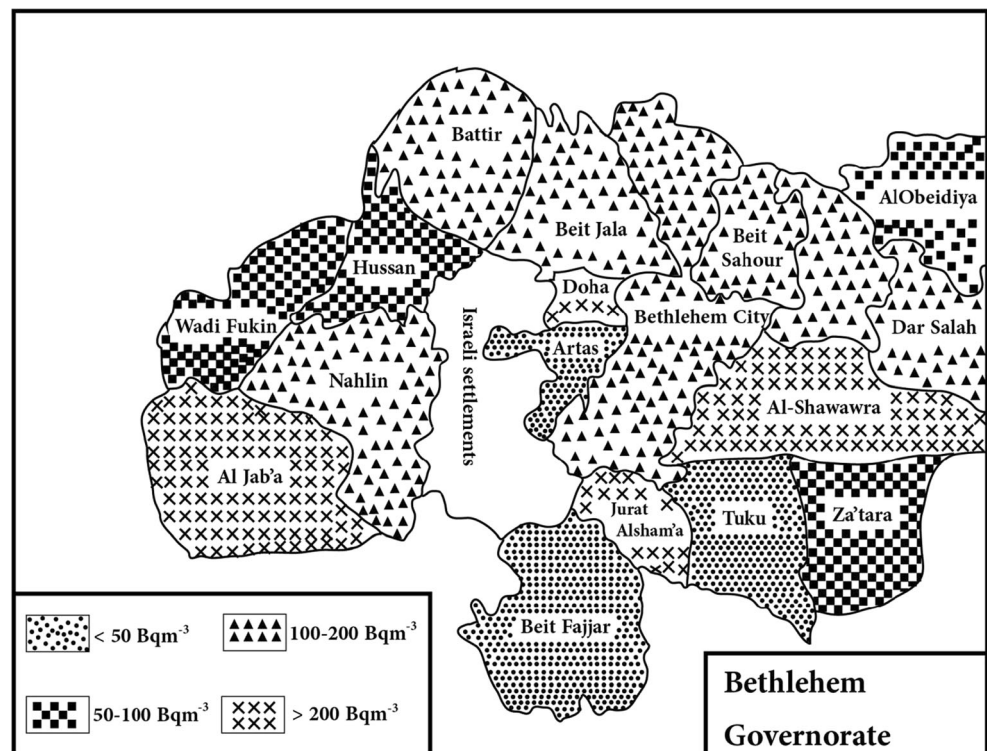 Battir
AlObeidiya
Beit Jala
Beit
Sahour
Hussan
Doha
Wadi Fukin
Bethlehem City
Dar Salah
Israeli settlements
Artas
Nahlin
Al-Shawawra
Al Jab'a
Jurat
Alsham'a
Tuku
Za'tara
Beit Fajjar
< 50 Bqm⁻³
100-200 Bqm⁻³
50-100 Bqm⁻³
> 200 Bqm⁻³
Bethlehem
Governorate